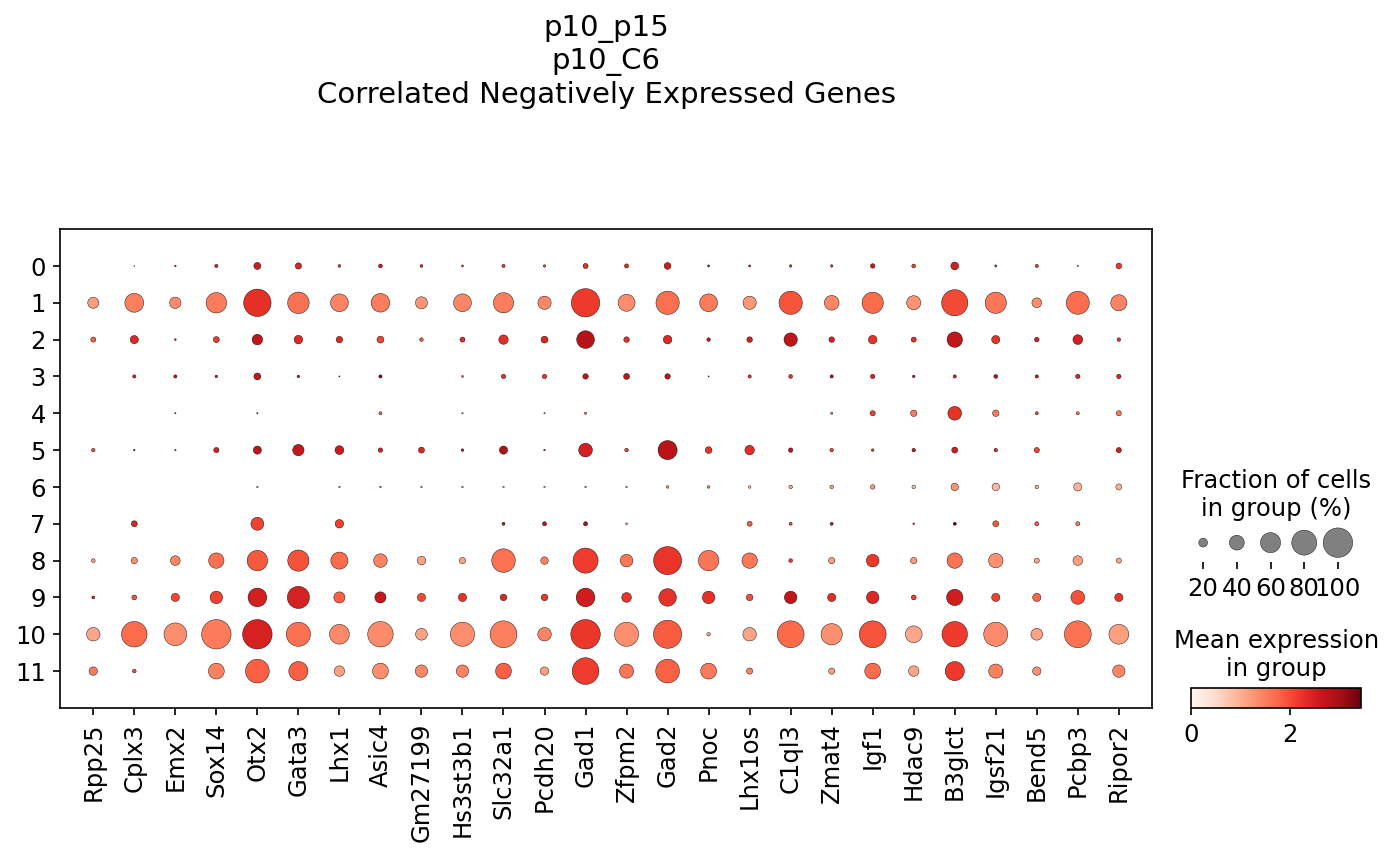 p10_p15
p10_C6
Correlated Negatively Expressed Genes
0
1
2
3
4
5
6
7
8
9
10
11
Rpp25
Cplx3
Emx2
Sox14
Otx2
Gata3
Lhx1
Asic4
Gm27199
Hs3st3b1
Slc32a1
Pcdh20
Gad1
Zfpm2
Gad2
Pnoc
Lhx1os
C1ql3
Zmat4
Igf1
Hdac9
B3glct
Igsf21
Bend5
Pcbp3
Ripor2
Fraction of cells
in group (%)
20 40 60 80 100
Mean expression
in group
0 2